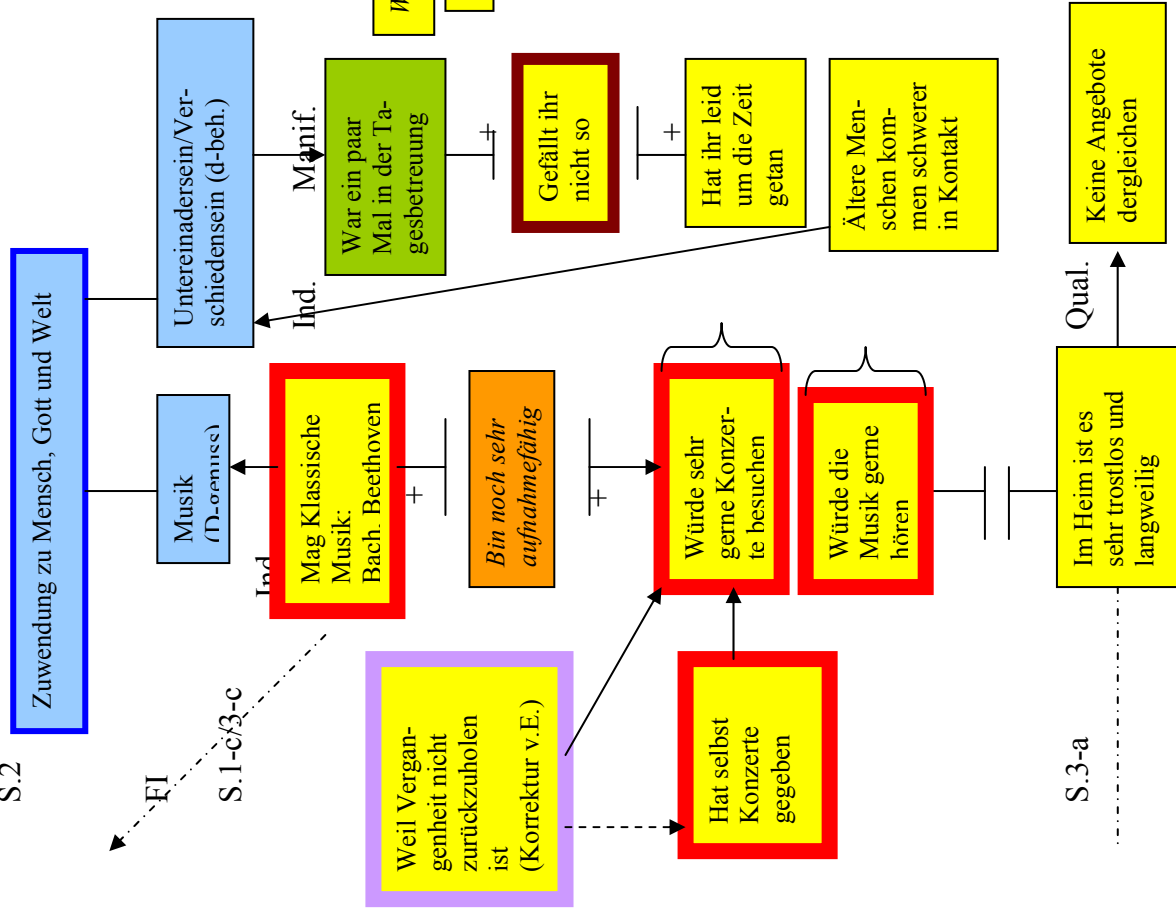 S.2
Zuwendung zu Mensch, Gott und Welt
Musik
Untereinadersein/Ver-
schiedensein (d-beh.)
FI
S.1-c/3-c
Ind.
Mag Klassische
Musik:
Bach, Beethoven
Ind.
Manif.
War ein paar
Mal in der Ta-
gesbetreuung
+
+
Bin noch sehr
aufnahmefähig
+
Gefällt ihr
nicht so
+
Weil Vergan-
genheit nicht
zurückzuholen
ist
(Korrektur v.E.)
Hat selbst
Konzerte
gegeben
Würde sehr
gerne Konzer-
te besuchen
Hat ihr leid
um die Zeit
getan
Würde die
Musik gerne
hören
Ältere Men-
schen kom-
men schwerer
in Kontakt
S.3-a
Im Heim ist es
sehr trostlos und
langweilig
Qual.
Keine Angebote
dergleichen